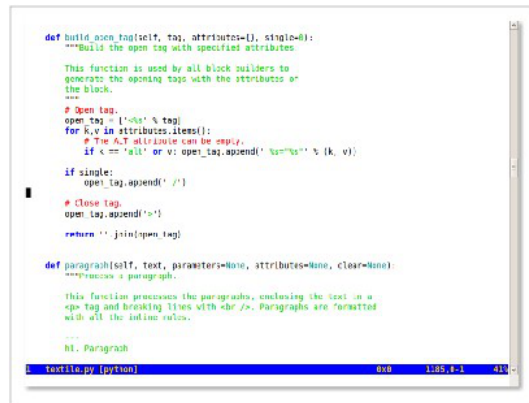 def build_open_tag(self, tag, attributes={}, single=0):
"""Build the open tag with specified attributes
This function is used by all block builders to
generate the opening tags with the attributes of
the block.
"""
# Open tag.
open_tag = ['<%s' % tag]
for k,v in attributes.items():
# The ALT attribute can be empty.
if k == 'alt' or v: open_tag.append(' %s="%s"' % (k, v))
if single:
open_tag.append(' /')
# Close tag.
open_tag.append('>')
return ''.join(open_tag)
def paragraph(self, text, parameters=None, attributes=None, clear=None):
"""Process a paragraph.
This function processes the paragraphs, enclosing the text in a
<p> tag and breaking lines with <br />. Paragraphs are formatted
with all the inline rules.
---
h1. Paragraph
1 textile.py [python] 0x0 1185,0-1 41%